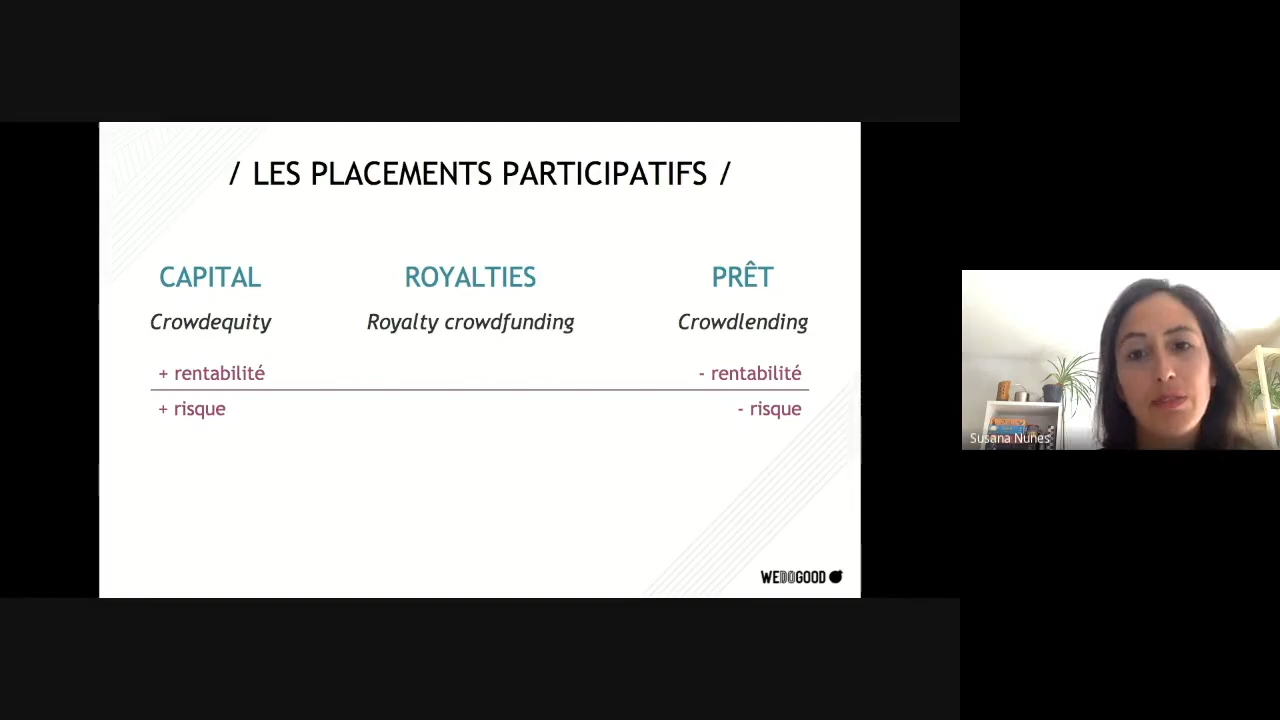 / LES PLACEMENTS PARTICIPATIFS /
CAPITAL
ROYALTIES
PRÊT
Crowdequity
Royalty crowdfunding
Crowdlending
+ rentabilité
- rentabilité
+ risque
- risque
WEDOGOOD
Susana Nunes